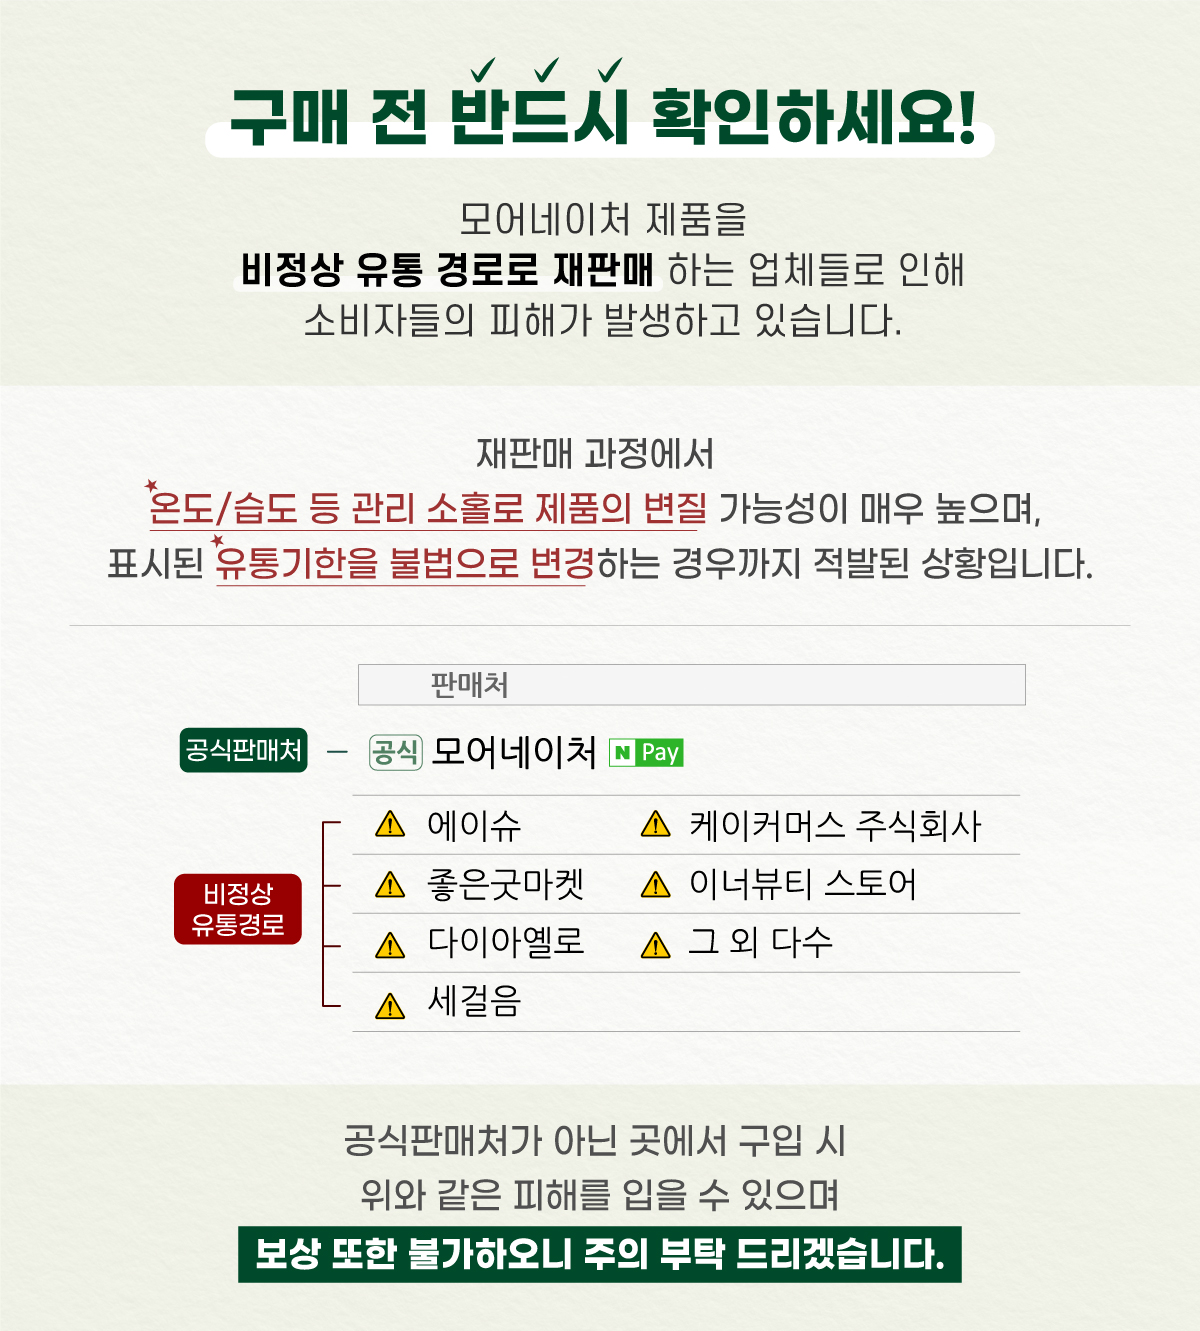 구매 전 반드시 확인하세요!
모어네이처 제품을
비정상 유통 경로로 재판매 하는 업체들로 인해
소비자들의 피해가 발생하고 있습니다.
재판매 과정에서
온도/습도 등 관리 소홀로 제품의 변질 가능성이 매우 높으며,
표시된 유통기한을 불법으로 변경하는 경우까지 적발된 상황입니다.
판매처
공식판매처 – 공식 모어네이처 N Pay
에이슈 케이커머스 주식회사
비정상
유통경로
좋은굿마켓 이너뷰티 스토어
다이아옐로 그 외 다수
세걸음
공식판매처가 아닌 곳에서 구입 시
위와 같은 피해를 입을 수 있으며
보상 또한 불가하오니 주의 부탁 드리겠습니다.